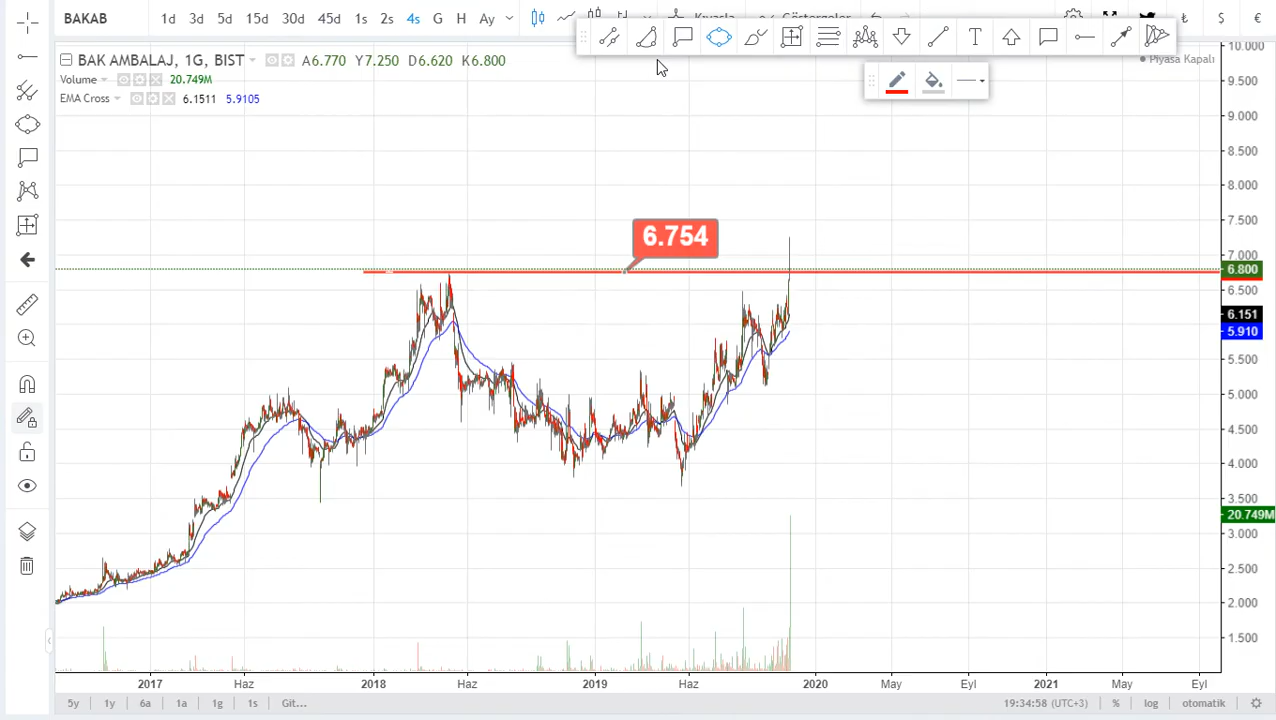 BAKAB 1d 3d 5d 15d 30d 45d 1s 2s 4s G H Ay Kıyasla Göstergeler ₺ $ €
BAK AMBALAJ, 1G, BIST A6.770 Y7.250 D6.620 K6.800
Piyasa Kapalı
Volume 20.749M
EMA Cross 6.1511 5.9105
6.754
10.000
9.500
9.000
8.500
8.000
7.500
7.000
6.800
6.500
6.151
5.910
5.500
5.000
4.500
4.000
3.500
20.749M
3.000
2.500
2.000
1.500
2017 Haz 2018 Haz 2019 Haz 2020 May Eyl 2021 May Eyl
5y 1y 6a 1a 1g 1s Git... 19:34:58 (UTC+3) % log otomatik